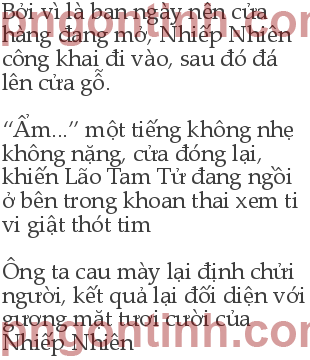 Bởi vì là ban ngày nên cửa
hàng đang mở, Nhiếp Nhiên
công khai đi vào, sau đó đá
lên cửa gỗ.
“Ẩm...” một tiếng không nhẹ
không nặng, cửa đóng lại,
khiến Lão Tam Tử đang ngồi
ở bên trong khoan thai xem ti
vi giật thót tim
Ông ta cau mày lại định chửi
người, kết quả lại đối diện với
gương mặt tươi cười của
Nhiếp Nhiên
pngontinh.com
pngontinh.com